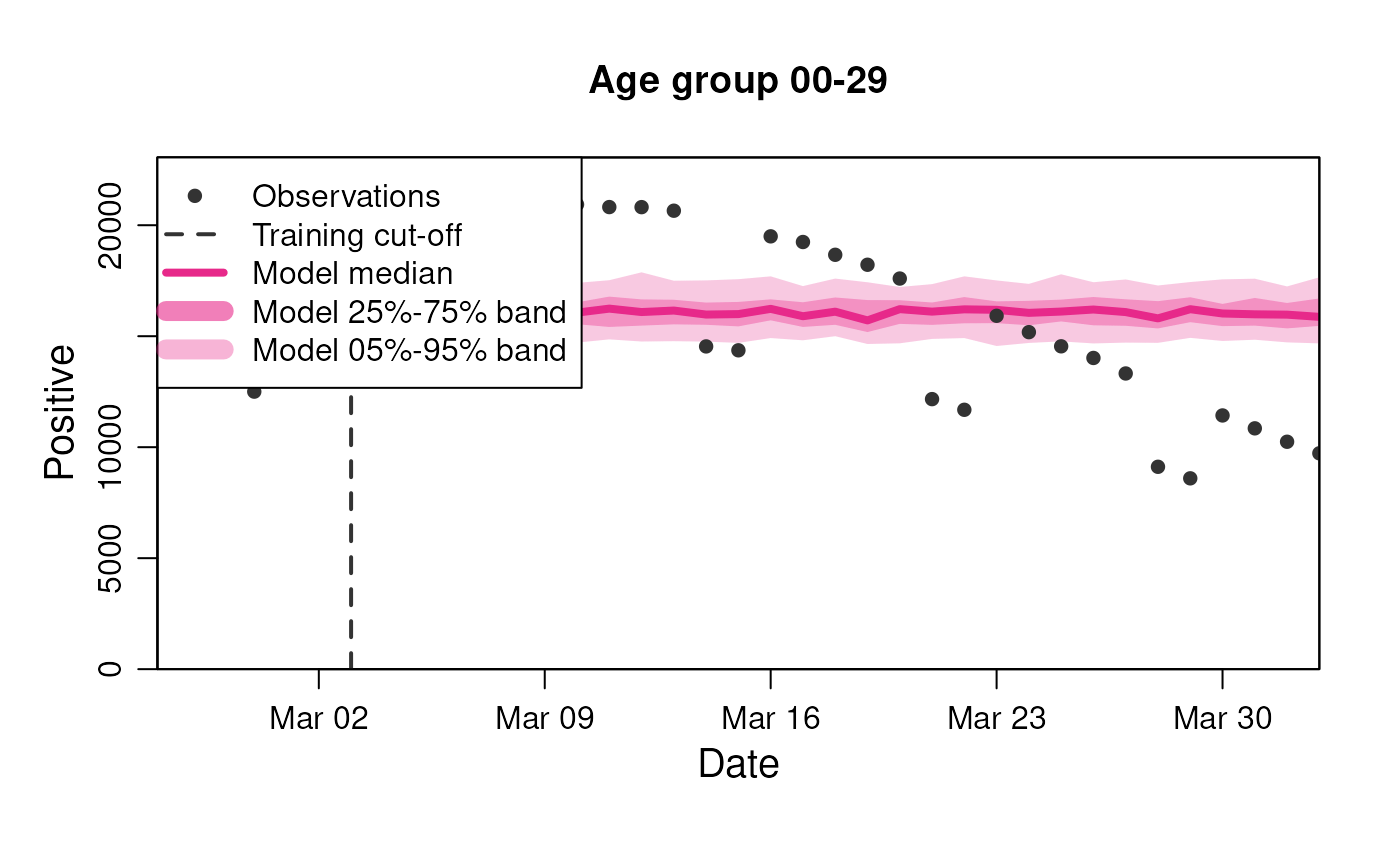 Age group 00-29
Observations
Training cut-off
Model median
Model 25%-75% band
Model 05%-95% band
Positive
20000
10000
5000
0
Mar 02
Mar 09
Mar 16
Mar 23
Mar 30
Date